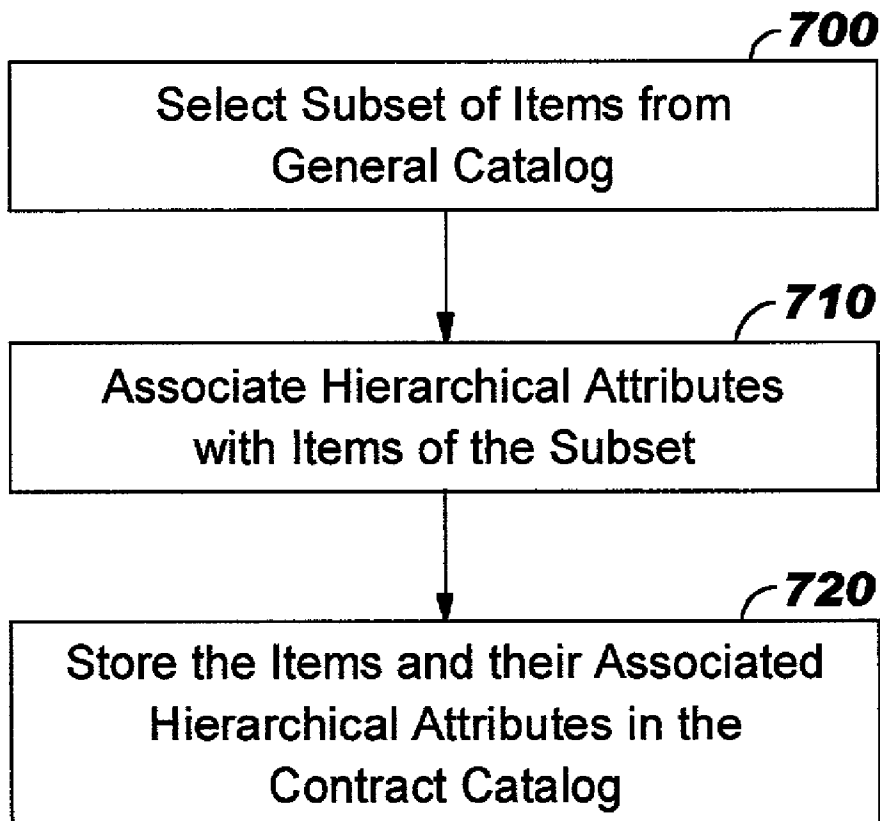 700
Select Subset of Items from
General Catalog
710
Associate Hierarchical Attributes
with Items of the Subset
720
Store the Items and their Associated
Hierarchical Attributes in the
Contract Catalog